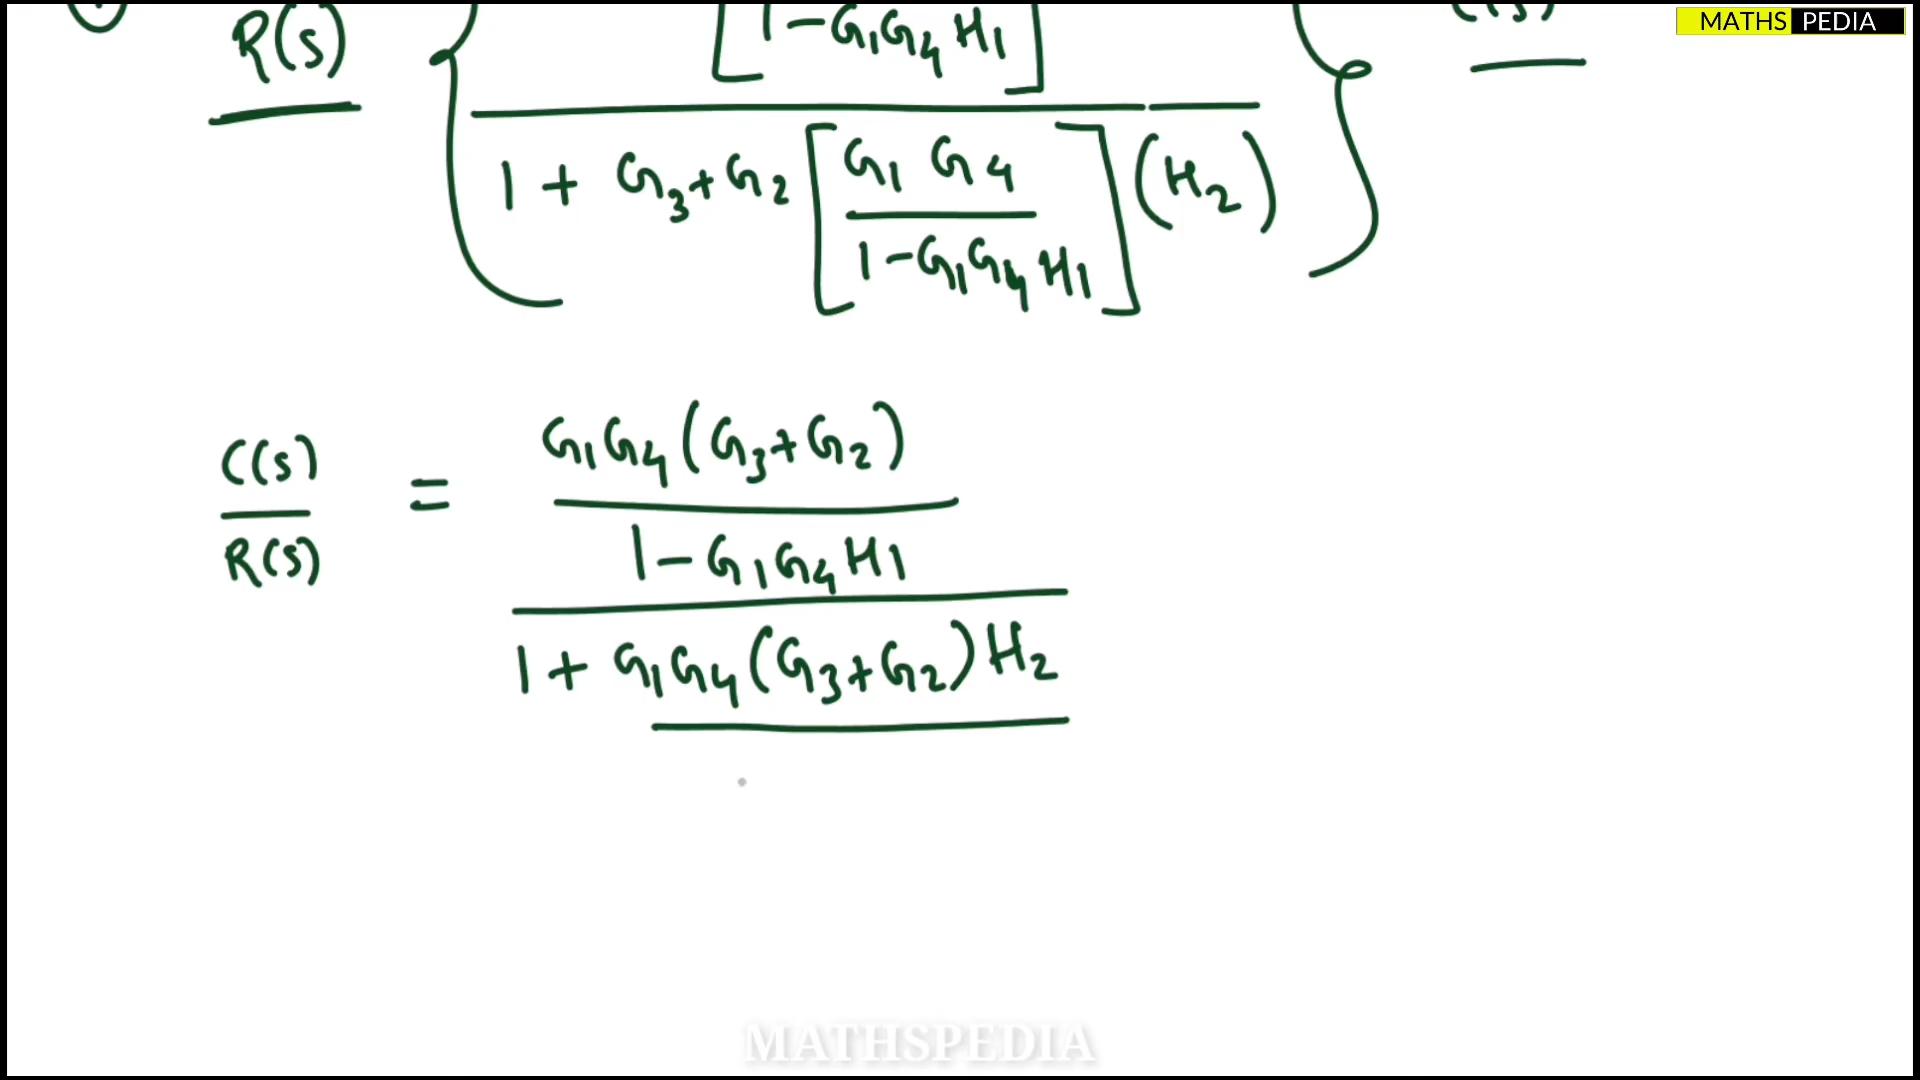 MATHS PEDIA
R(s) { [ 1-G₁G₄H₁ ] } C(s)
1 + G₃+G₂ [ G₁ G₄ / 1-G₁G₄H₁ ] (H₂)
C(s)/R(s) =
G₁G₄(G₃+G₂)
1-G₁G₄H₁
1+G₁G₄(G₃+G₂)H₂
MATHSPEDIA